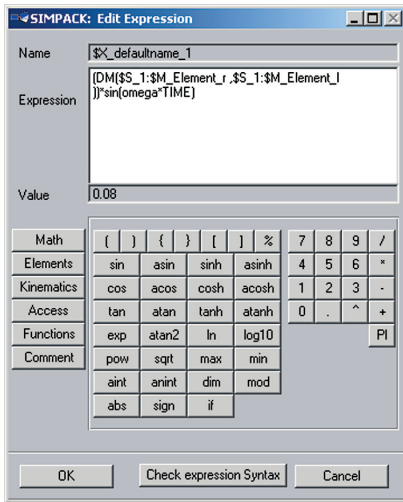 SIMPACK: Edit Expression
Name
$X_defaultname_1
Expression
(DM($S_1:$M_Element_r ,$S_1:$M_Element_l
))*sin(omega*TIME)
Value
0.08
Math
Elements
Kinematics
Access
Functions
Comment
( ) { } [ ] %
sin asin sinh asinh
cos acos cosh acosh
tan atan tanh atanh
exp atan2 ln log10
pow sqrt max min
aint anint dim mod
abs sign if
7 8 9 /
4 5 6 *
1 2 3 -
0 . ^ +
PI
OK
Check expression Syntax
Cancel